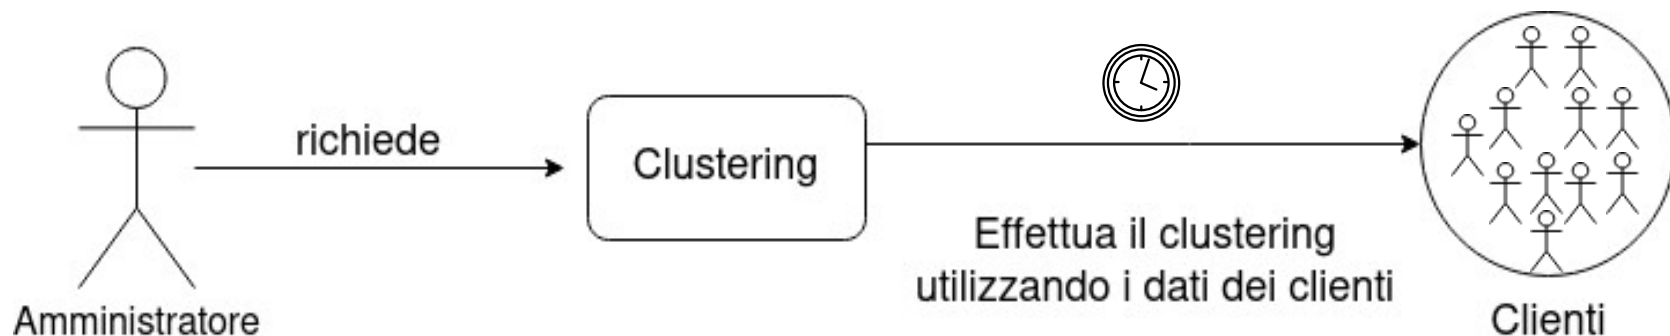 richiede
Clustering
Effettua il clustering
utilizzando i dati dei clienti
Amministratore
Clienti